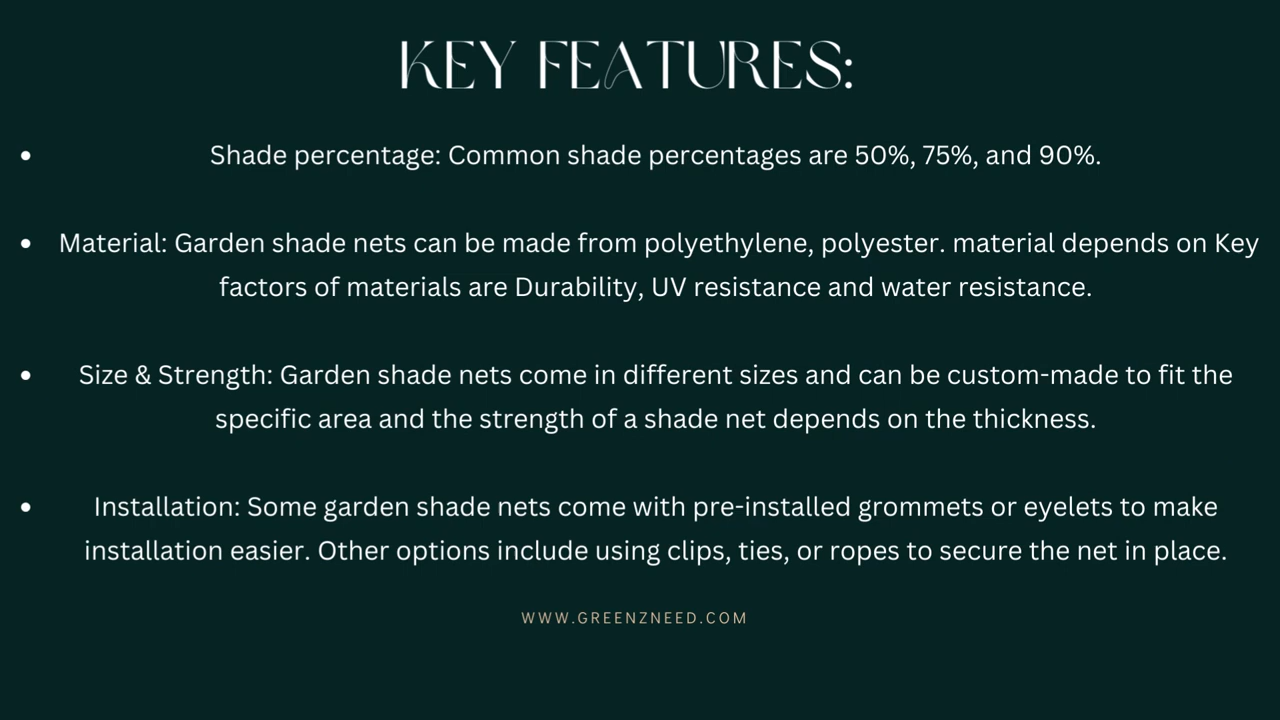 KEY FEATURES:
• Shade percentage: Common shade percentages are 50%, 75%, and 90%.
• Material: Garden shade nets can be made from polyethylene, polyester. material depends on Key
factors of materials are Durability, UV resistance and water resistance.
• Size & Strength: Garden shade nets come in different sizes and can be custom-made to fit the
specific area and the strength of a shade net depends on the thickness.
• Installation: Some garden shade nets come with pre-installed grommets or eyelets to make
installation easier. Other options include using clips, ties, or ropes to secure the net in place.
WWW.GREENZNEED.COM